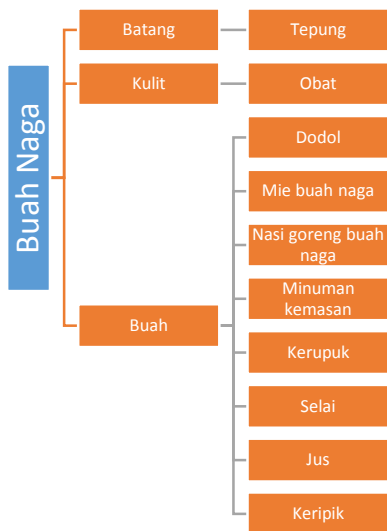 Buah Naga
Batang
Tepung
Kulit
Obat
Buah
Dodol
Mie buah naga
Nasi goreng buah
naga
Minuman
kemasan
Kerupuk
Selai
Jus
Keripik